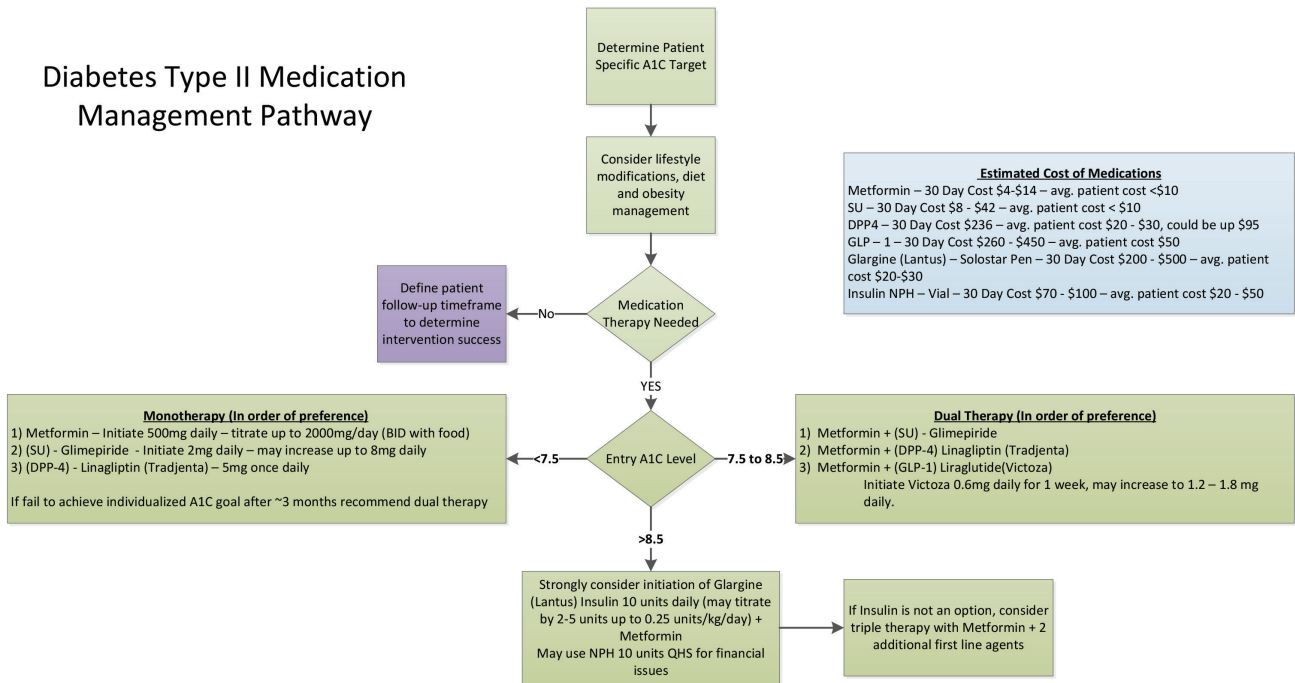 Diabetes Type II Medication
Management Pathway
Determine Patient
Specific A1C Target
Consider lifestyle
modifications, diet
and obesity
management
Estimated Cost of Medications
Metformin – 30 Day Cost $4-$14 – avg. patient cost <$10
SU – 30 Day Cost $8 - $42 – avg. patient cost < $10
DPP4 – 30 Day Cost $236 – avg. patient cost $20 - $30, could be up $95
GLP – 1 – 30 Day Cost $260 - $450 – avg. patient cost $50
Glargine (Lantus) – Solostar Pen – 30 Day Cost $200 - $500 – avg. patient
cost $20-$30
Insulin NPH – Vial – 30 Day Cost $70 - $100 – avg. patient cost $20 - $50
Medication
Therapy Needed
No
Define patient
follow-up timeframe
to determine
intervention success
YES
Entry A1C Level
<7.5
Monotherapy (In order of preference)
1) Metformin – Initiate 500mg daily – titrate up to 2000mg/day (BID with food)
2) (SU) - Glimepiride - Initiate 2mg daily – may increase up to 8mg daily
3) (DPP-4) - Linagliptin (Tradjenta) – 5mg once daily
If fail to achieve individualized A1C goal after ~3 months recommend dual therapy
7.5 to 8.5
Dual Therapy (In order of preference)
1) Metformin + (SU) - Glimepiride
2) Metformin + (DPP-4) Linagliptin (Tradjenta)
3) Metformin + (GLP-1) Liraglutide(Victoza)
Initiate Victoza 0.6mg daily for 1 week, may increase to 1.2 – 1.8 mg
daily.
>8.5
Strongly consider initiation of Glargine
(Lantus) Insulin 10 units daily (may titrate
by 2-5 units up to 0.25 units/kg/day) +
Metformin
May use NPH 10 units QHS for financial
issues
If Insulin is not an option, consider
triple therapy with Metformin + 2
additional first line agents